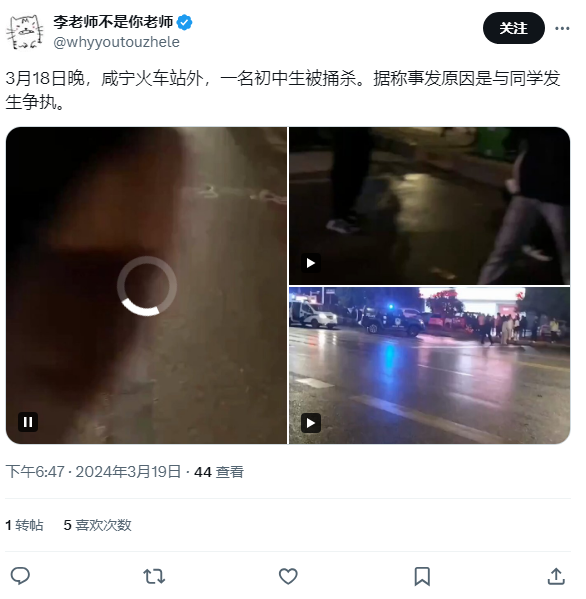 李老师不是你老师
@whyyoutouzhele
关注
3月18日晚，咸宁火车站外，一名初中生被捅杀。据称事发原因是与同学发
生争执。
下午6:47 · 2024年3月19日 · 44 查看
1 转帖 5 喜欢次数